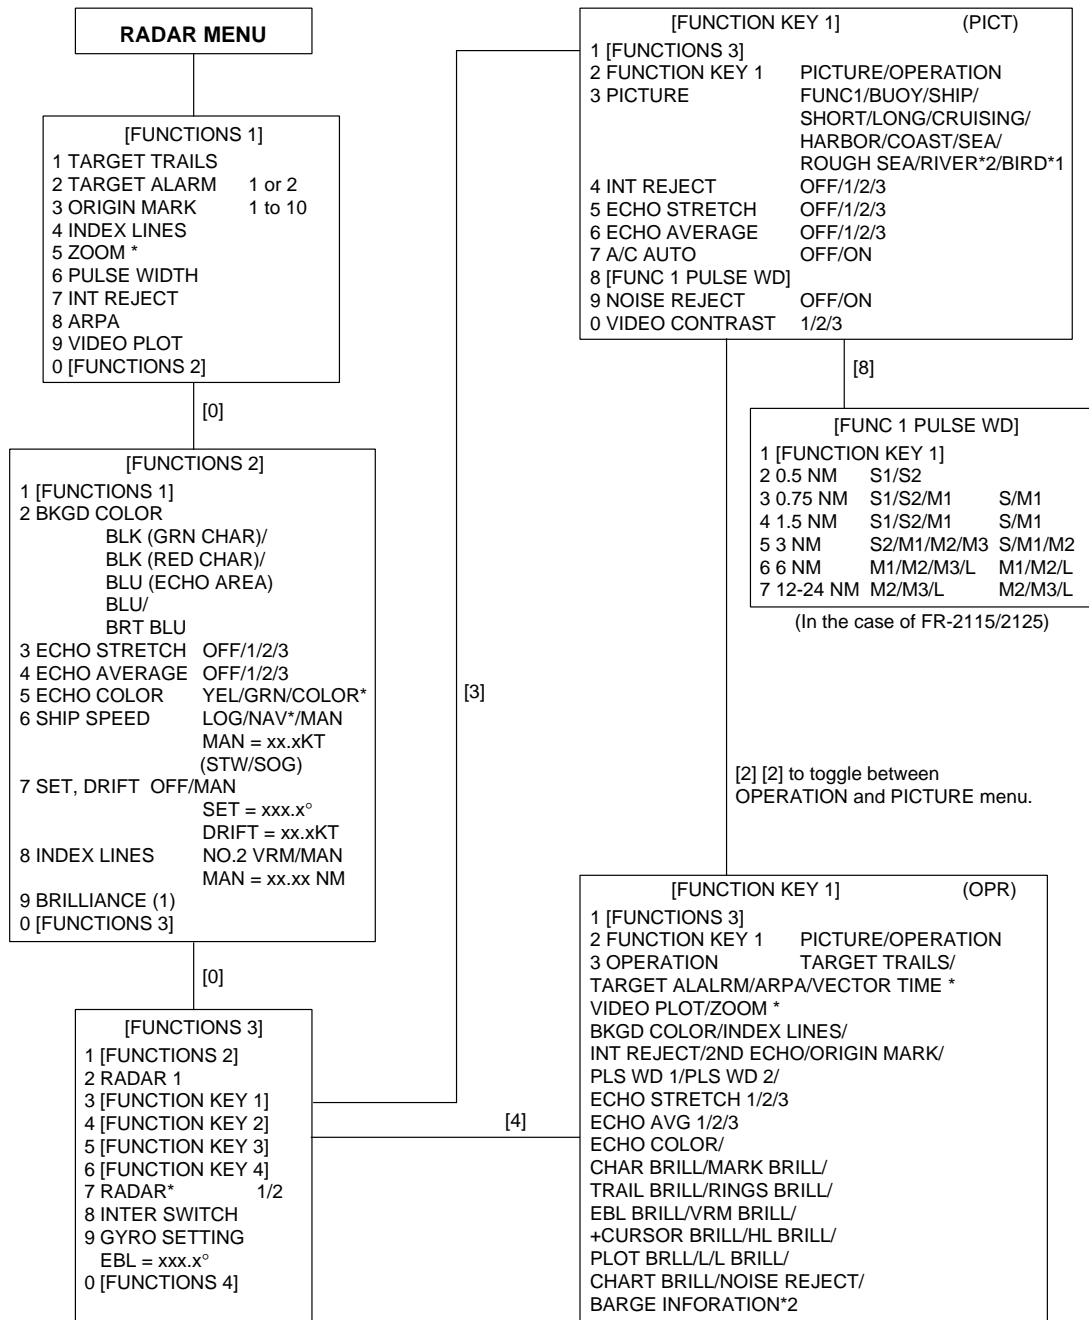 RADAR MENU
[FUNCTIONS 1]
1 TARGET TRAILS
2 TARGET ALARM 1 or 2
3 ORIGIN MARK 1 to 10
4 INDEX LINES
5 ZOOM *
6 PULSE WIDTH
7 INT REJECT
8 ARPA
9 VIDEO PLOT
0 [FUNCTIONS 2]
[0]
[FUNCTIONS 2]
1 [FUNCTIONS 1]
2 BKGD COLOR
BLK (GRN CHAR)/
BLK (RED CHAR)/
BLU (ECHO AREA)
BLU/
BRT BLU
3 ECHO STRETCH OFF/1/2/3
4 ECHO AVERAGE OFF/1/2/3
5 ECHO COLOR YEL/GRN/COLOR*
6 SHIP SPEED LOG/NAV*/MAN
MAN = xx.xKT
(STW/SOG)
7 SET, DRIFT OFF/MAN
SET = xxx.x°
DRIFT = xx.xKT
8 INDEX LINES NO.2 VRM/MAN
MAN = xx.xx NM
9 BRILLIANCE (1)
0 [FUNCTIONS 3]
[0]
[FUNCTIONS 3]
1 [FUNCTIONS 2]
2 RADAR 1
3 [FUNCTION KEY 1]
4 [FUNCTION KEY 2]
5 [FUNCTION KEY 3]
6 [FUNCTION KEY 4]
7 RADAR* 1/2
8 INTER SWITCH
9 GYRO SETTING
EBL = xxx.x°
0 [FUNCTIONS 4]
[3]
[4]
[FUNCTION KEY 1] (PICT)
1 [FUNCTIONS 3]
2 FUNCTION KEY 1 PICTURE/OPERATION
3 PICTURE FUNC1/BUOY/SHIP/
SHORT/LONG/CRUISING/
HARBOR/COAST/SEA/
ROUGH SEA/RIVER*2/BIRD*1
4 INT REJECT OFF/1/2/3
5 ECHO STRETCH OFF/1/2/3
6 ECHO AVERAGE OFF/1/2/3
7 A/C AUTO OFF/ON
8 [FUNC 1 PULSE WD]
9 NOISE REJECT OFF/ON
0 VIDEO CONTRAST 1/2/3
[8]
[FUNC 1 PULSE WD]
1 [FUNCTION KEY 1]
2 0.5 NM S1/S2
3 0.75 NM S1/S2/M1 S/M1
4 1.5 NM S1/S2/M1 S/M1
5 3 NM S2/M1/M2/M3 S/M1/M2
6 6 NM M1/M2/M3/L M1/M2/L
7 12-24 NM M2/M3/L M2/M3/L
(In the case of FR-2115/2125)
[2] [2] to toggle between
OPERATION and PICTURE menu.
[FUNCTION KEY 1] (OPR)
1 [FUNCTIONS 3]
2 FUNCTION KEY 1 PICTURE/OPERATION
3 OPERATION TARGET TRAILS/
TARGET ALALRM/ARPA/VECTOR TIME *
VIDEO PLOT/ZOOM *
BKGD COLOR/INDEX LINES/
INT REJECT/2ND ECHO/ORIGIN MARK/
PLS WD 1/PLS WD 2/
ECHO STRETCH 1/2/3
ECHO AVG 1/2/3
ECHO COLOR/
CHAR BRILL/MARK BRILL/
TRAIL BRILL/RINGS BRILL/
EBL BRILL/VRM BRILL/
+CURSOR BRILL/HL BRILL/
PLOT BRLL/L/L BRILL/
CHART BRILL/NOISE REJECT/
BARGE INFORATION*2